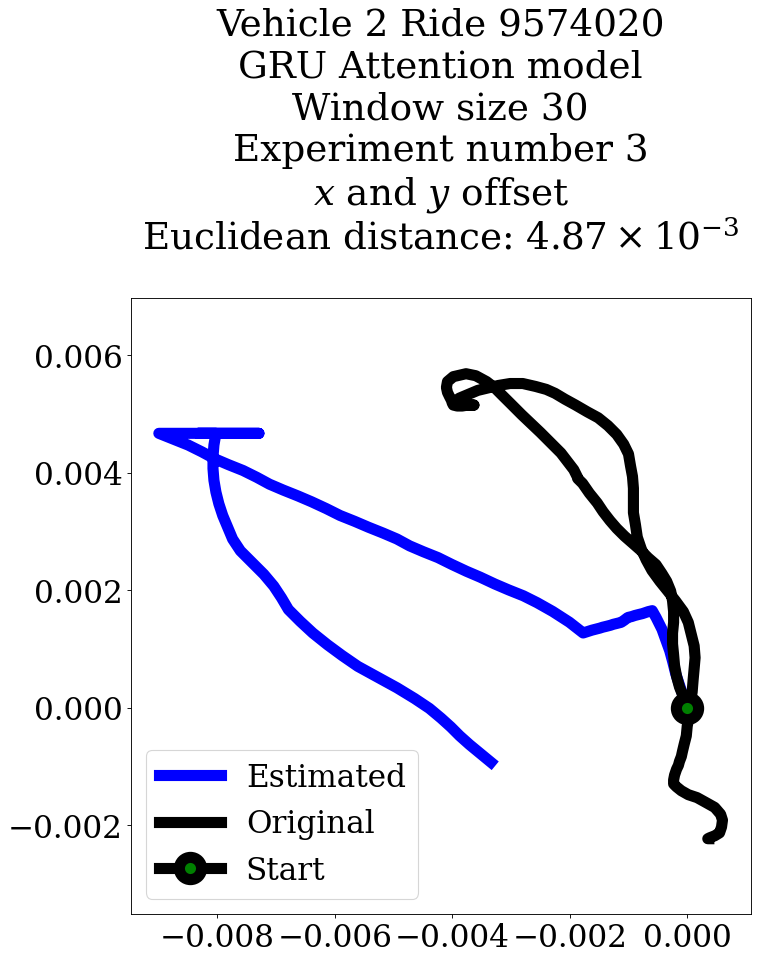 Vehicle 2 Ride 9574020
GRU Attention model
Window size 30
Experiment number 3
x and y offset
Euclidean distance: 4.87 × 10⁻³
0.006
0.004
0.002
0.000
−0.002
Estimated
Original
Start
−0.008 −0.006 −0.004 −0.002 0.000